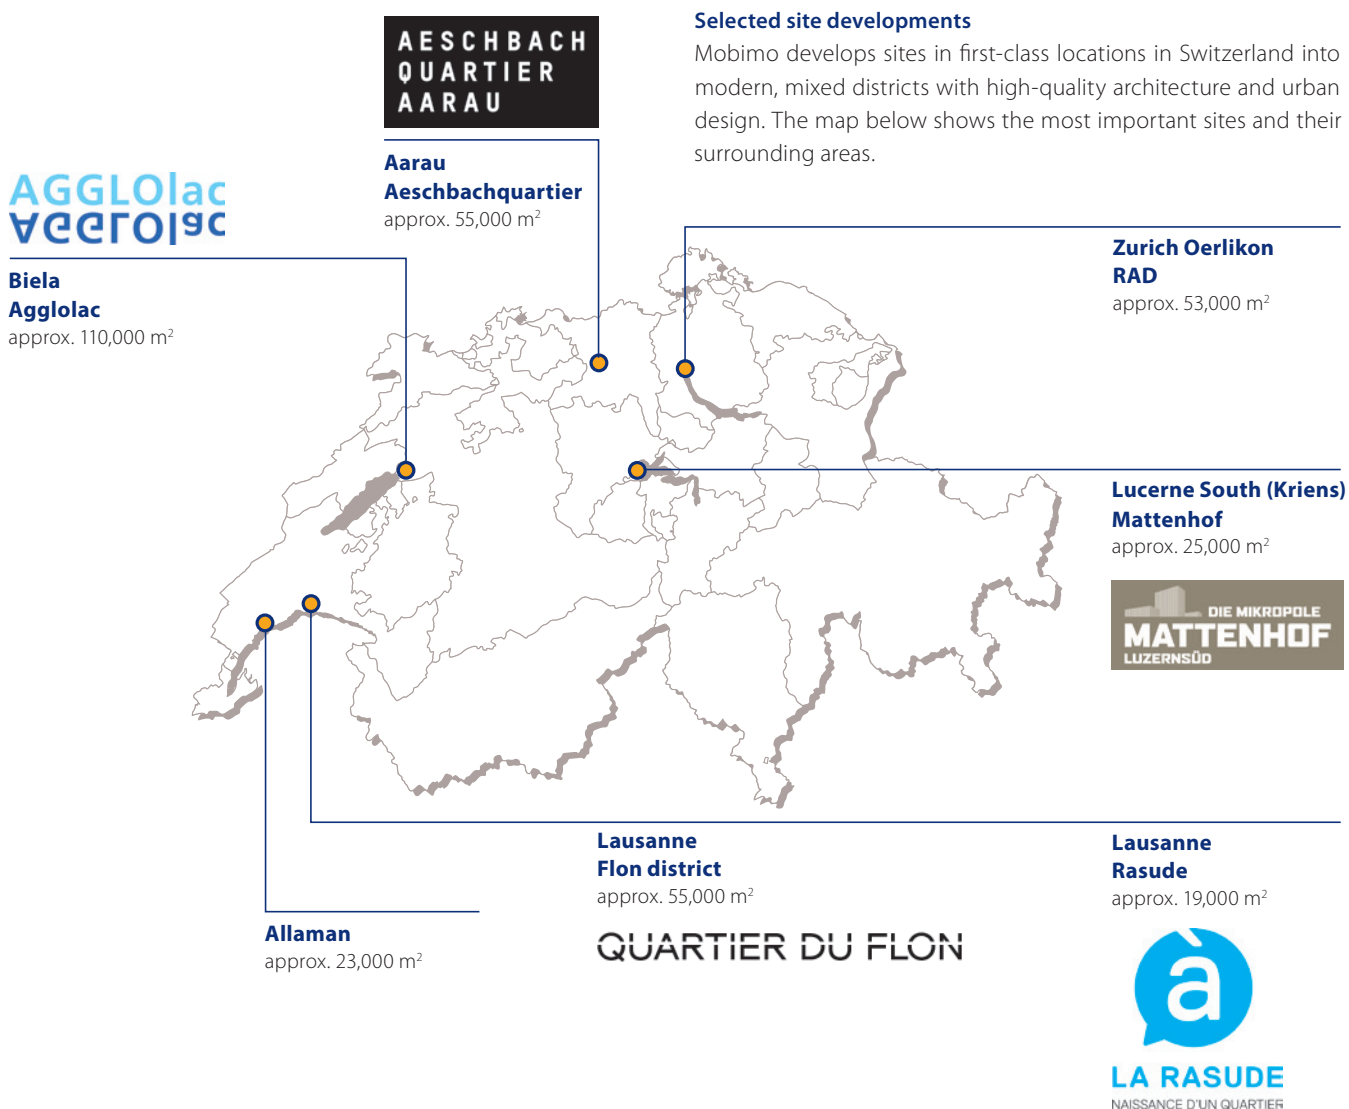 AESCHBACH
QUARTIER
AARAU
Selected site developments
Mobimo develops sites in first-class locations in Switzerland into
modern, mixed districts with high-quality architecture and urban
design. The map below shows the most important sites and their
surrounding areas.
AGGLOlac
AGGLOlac
Aarau
Aeschbachquartier
approx. 55,000 m²
Biela
Agglolac
approx. 110,000 m²
Zurich Oerlikon
RAD
approx. 53,000 m²
Lucerne South (Kriens)
Mattenhof
approx. 25,000 m²
DIE MIKROPOLE
MATTENHOF
LUZERNSÜD
Lausanne
Flon district
approx. 55,000 m²
QUARTIER DU FLON
Lausanne
Rasude
approx. 19,000 m²
Allaman
approx. 23,000 m²
à
LA RASUDE
NAISSANCE D'UN QUARTIER